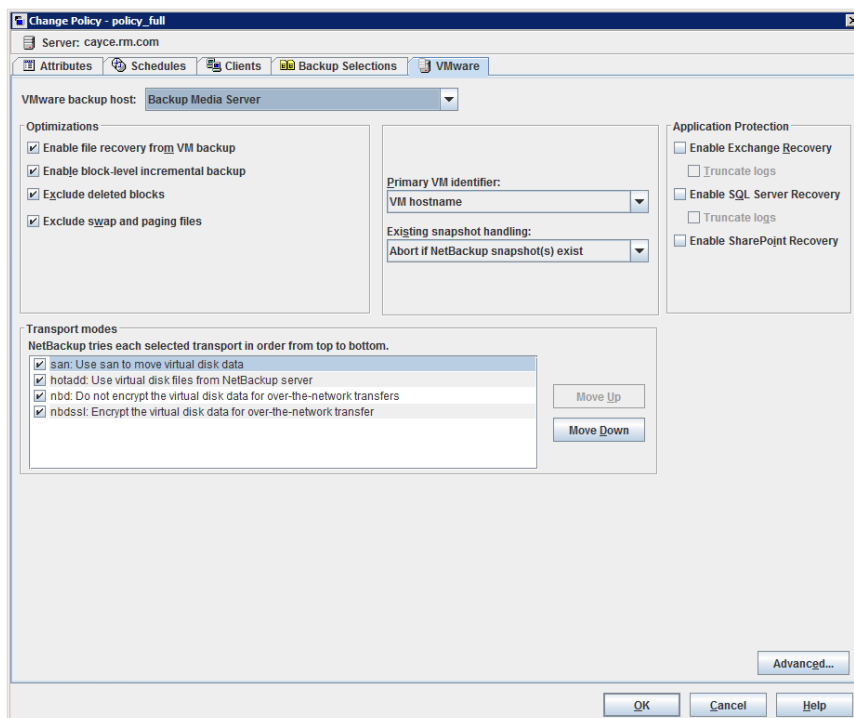 Change Policy - policy_full
Server: cayce.rm.com
Attributes
Schedules
Clients
Backup Selections
VMware
VMware backup host:
Backup Media Server
Optimizations
Enable file recovery from VM backup
Enable block-level incremental backup
Exclude deleted blocks
Exclude swap and paging files
Primary VM identifier:
VM hostname
Existing snapshot handling:
Abort if NetBackup snapshot(s) exist
Application Protection
Enable Exchange Recovery
Truncate logs
Enable SQL Server Recovery
Truncate logs
Enable SharePoint Recovery
Transport modes
NetBackup tries each selected transport in order from top to bottom.
san: Use san to move virtual disk data
hotadd: Use virtual disk files from NetBackup server
nbd: Do not encrypt the virtual disk data for over-the-network transfers
nbdssl: Encrypt the virtual disk data for over-the-network transfer
Move Up
Move Down
Advanced...
OK
Cancel
Help